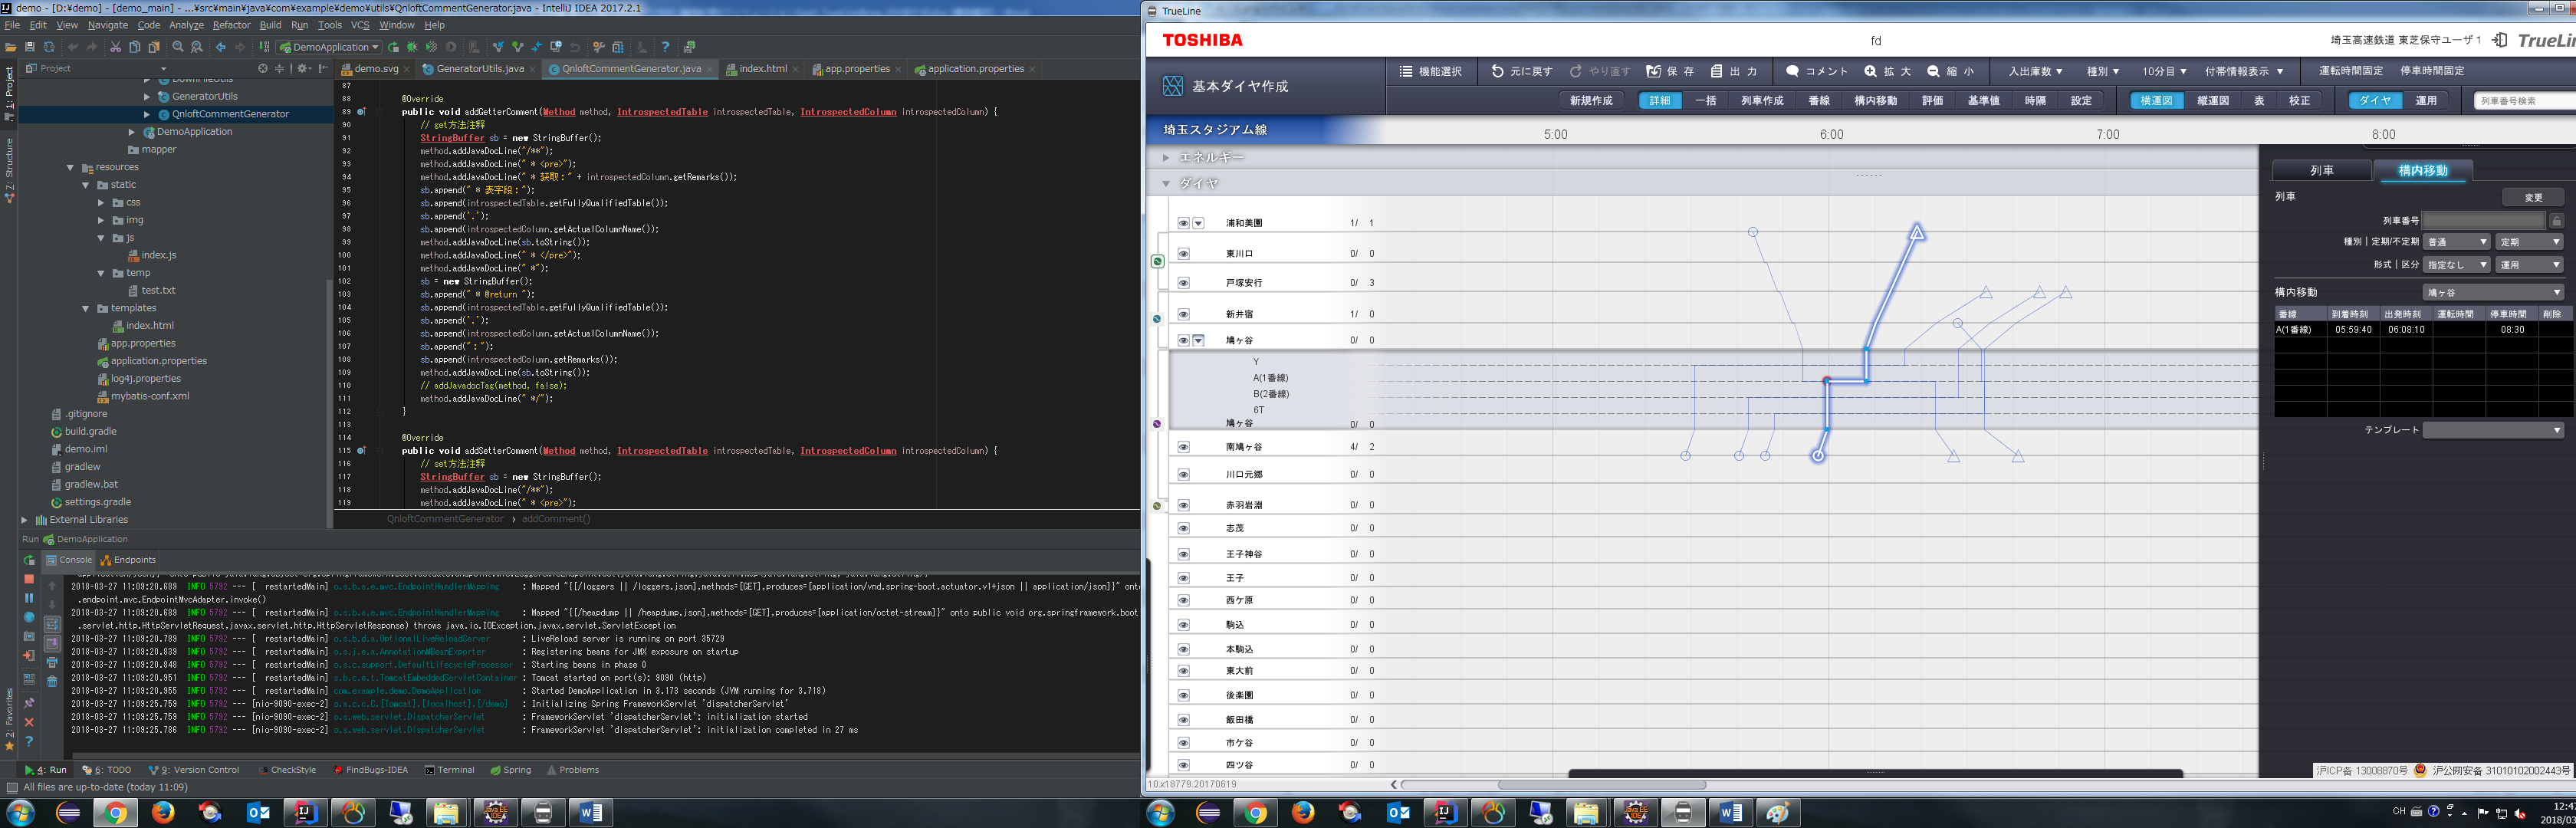 demo - [D:¥demo] - [demo_main] - ...¥src¥main¥java¥com¥example¥demo¥utils¥QnloftCommentGenerator.java - IntelliJ IDEA 2017.2.1
File Edit View Navigate Code Analyze Refactor Build Run Tools VCS Window Help
DemoApplication
Project
demo.svg GeneratorUtils.java QnloftCommentGenerator.java index.html app.properties application.properties
1: Project
Z: Structure
2: Favorites
DownFileUtils
GeneratorUtils
QnloftCommentGenerator
DemoApplication
mapper
resources
static
css
img
js
index.js
temp
test.txt
templates
index.html
app.properties
application.properties
log4j.properties
mybatis-conf.xml
.gitignore
build.gradle
demo.iml
gradlew
gradlew.bat
settings.gradle
External Libraries
87
88 @Override
89 public void addGetterComment(Method method, IntrospectedTable introspectedTable, IntrospectedColumn introspectedColumn) {
90 // get方法注释
91 StringBuffer sb = new StringBuffer();
92 method.addJavaDocLine("/**");
93 method.addJavaDocLine(" * <pre>");
94 method.addJavaDocLine(" * 获取：" + introspectedColumn.getRemarks());
95 sb.append(" * 表字段：");
96 sb.append(introspectedTable.getFullyQualifiedTable());
97 sb.append('.');
98 sb.append(introspectedColumn.getActualColumnName());
99 method.addJavaDocLine(sb.toString());
100 method.addJavaDocLine(" * </pre>");
101 method.addJavaDocLine(" *");
102 sb = new StringBuffer();
103 sb.append(" * @return ");
104 sb.append(introspectedTable.getFullyQualifiedTable());
105 sb.append('.');
106 sb.append(introspectedColumn.getActualColumnName());
107 sb.append("：");
108 sb.append(introspectedColumn.getRemarks());
109 method.addJavaDocLine(sb.toString());
110 // addJavadocTag(method, false);
111 method.addJavaDocLine(" */");
112 }
113
114 @Override
115 public void addSetterComment(Method method, IntrospectedTable introspectedTable, IntrospectedColumn introspectedColumn) {
116 // set方法注释
117 StringBuffer sb = new StringBuffer();
118 method.addJavaDocLine("/**");
119 method.addJavaDocLine(" * <pre>");
QnloftCommentGenerator › addComment()
Run DemoApplication
Console Endpoints
2018-03-27 11:09:20.689 INFO 5792 --- [ restartedMain] o.s.b.a.e.mvc.EndpointHandlerMapping : Mapped "{[/loggers || /loggers.json],methods=[GET],produces=[application/vnd.spring-boot.actuator.v1+json || application/json]}" onto
.endpoint.mvc.EndpointMvcAdapter.invoke()
2018-03-27 11:09:20.689 INFO 5792 --- [ restartedMain] o.s.b.a.e.mvc.EndpointHandlerMapping : Mapped "{[/heapdump || /heapdump.json],methods=[GET],produces=[application/octet-stream]}" onto public void org.springframework.boot
.servlet.http.HttpServletRequest,javax.servlet.http.HttpServletResponse) throws java.io.IOException,javax.servlet.ServletException
2018-03-27 11:09:20.789 INFO 5792 --- [ restartedMain] o.s.b.d.a.OptionalLiveReloadServer : LiveReload server is running on port 35729
2018-03-27 11:09:20.839 INFO 5792 --- [ restartedMain] o.s.j.e.a.AnnotationMBeanExporter : Registering beans for JMX exposure on startup
2018-03-27 11:09:20.848 INFO 5792 --- [ restartedMain] o.s.c.support.DefaultLifecycleProcessor : Starting beans in phase 0
2018-03-27 11:09:20.951 INFO 5792 --- [ restartedMain] s.b.c.e.t.TomcatEmbeddedServletContainer : Tomcat started on port(s): 9090 (http)
2018-03-27 11:09:20.955 INFO 5792 --- [ restartedMain] com.example.demo.DemoApplication : Started DemoApplication in 3.173 seconds (JVM running for 3.718)
2018-03-27 11:09:25.759 INFO 5792 --- [nio-9090-exec-2] o.a.c.c.C.[Tomcat].[localhost].[/demo] : Initializing Spring FrameworkServlet 'dispatcherServlet'
2018-03-27 11:09:25.759 INFO 5792 --- [nio-9090-exec-2] o.s.web.servlet.DispatcherServlet : FrameworkServlet 'dispatcherServlet': initialization started
2018-03-27 11:09:25.786 INFO 5792 --- [nio-9090-exec-2] o.s.web.servlet.DispatcherServlet : FrameworkServlet 'dispatcherServlet': initialization completed in 27 ms
4: Run 6: TODO 9: Version Control CheckStyle FindBugs-IDEA Terminal Spring Problems
All files are up-to-date (today 11:09)
TrueLine
TOSHIBA
fd
埼玉高速鉄道 東芝保守ユーザ 1 TrueLin
基本ダイヤ作成
機能選択 元に戻す やり直す 保 存 出 力 コメント 拡 大 縮 小 入出庫数 種別 10分目 付帯情報表示 運転時間固定 停車時間固定
新規作成 詳細 一括 列車作成 番線 構内移動 評価 基準値 時隔 設定 横運図 縦運図 表 校正 ダイヤ 運用 列車番号検索
埼玉スタジアム線
5:00 6:00 7:00 8:00
エネルギー
ダイヤ
浦和美園 1/ 1
東川口 0/ 0
戸塚安行 0/ 3
新井宿 1/ 0
鳩ヶ谷 0/ 0
Y
A(1番線)
B(2番線)
6T
鳩ヶ谷 0/ 0
南鳩ヶ谷 4/ 2
川口元郷 0/ 0
赤羽岩淵 0/ 0
志茂 0/ 0
王子神谷 0/ 0
王子 0/ 0
西ケ原 0/ 0
駒込 0/ 0
本駒込 0/ 0
東大前 0/ 0
後楽園 0/ 0
飯田橋 0/ 0
市ケ谷 0/ 0
四ツ谷 0/ 0
列車 構内移動
列車 変更
列車番号
種別 | 定期/不定期 普通 定期
形式 | 区分 指定なし 運用
構内移動 鳩ヶ谷
番線 到着時刻 出発時刻 運転時間 停車時間 削除
A(1番線) 05:59:40 06:08:10 08:30
テンプレート
沪ICP备 13008870号 沪公网安备 31010102002443号
10.x18779.20170619
CH
12:47
2018/03